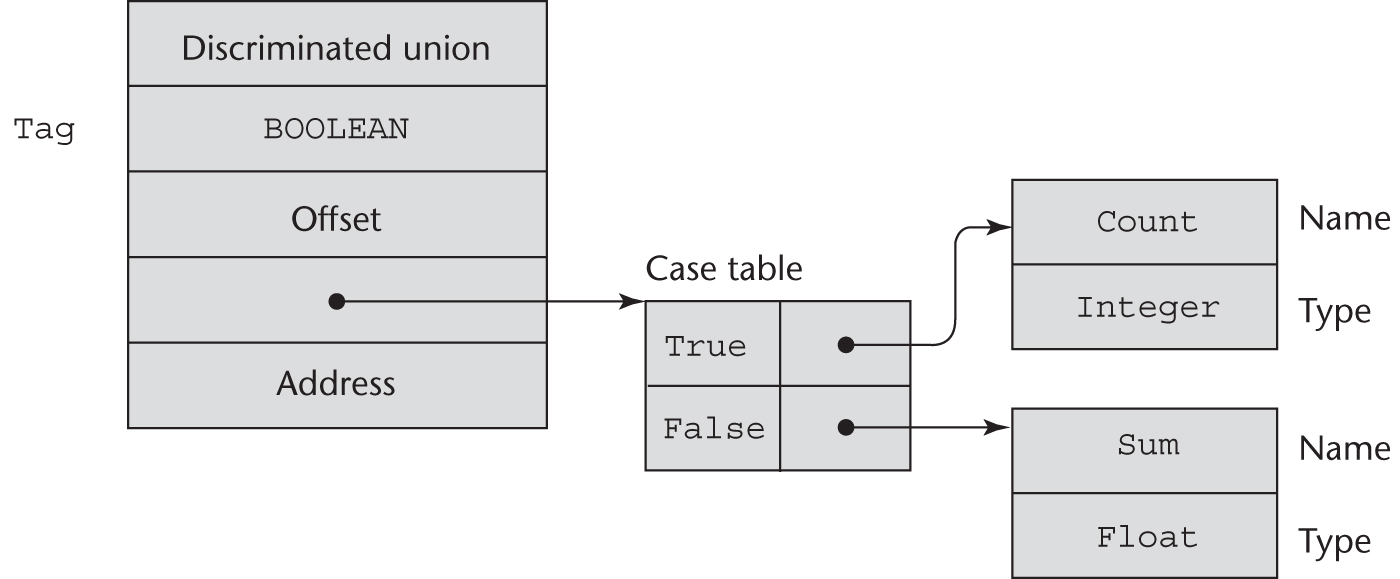 Discriminated union
Tag
BOOLEAN
Offset
Address
Case table
True
False
Count
Name
Integer
Type
Sum
Name
Float
Type